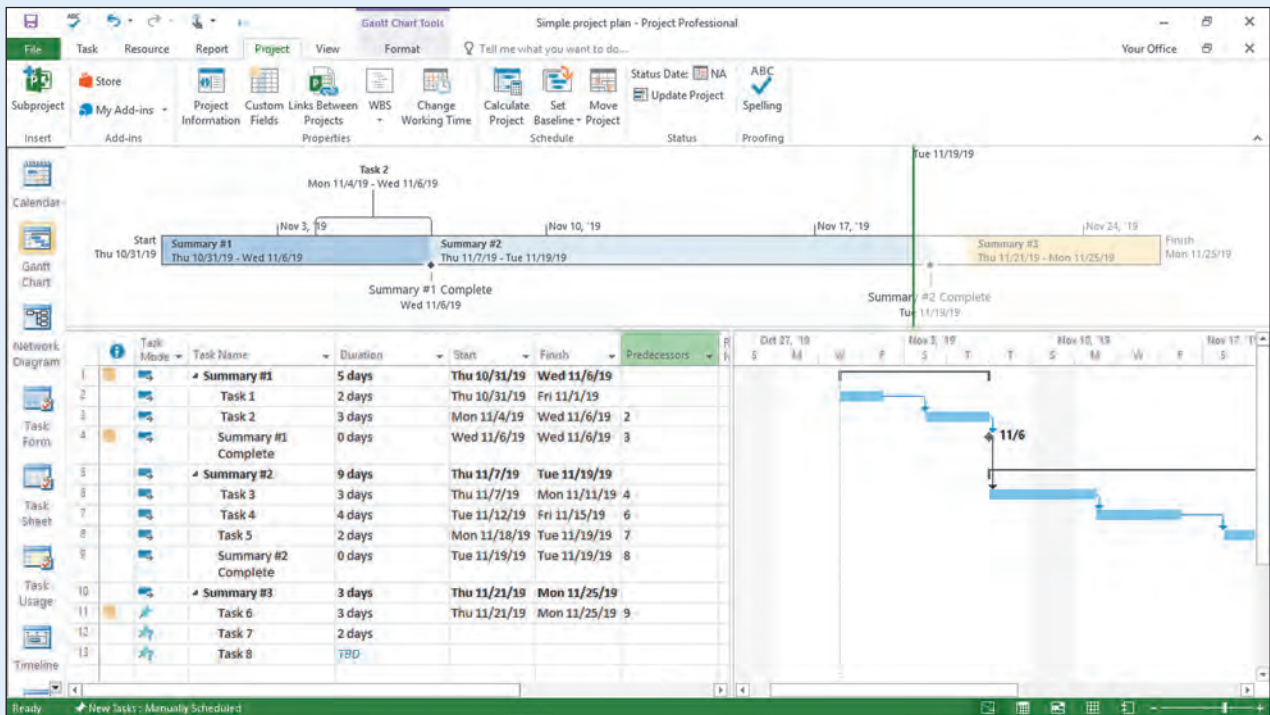 Gantt Chart Tools
Simple project plan - Project Professional
File Task Resource Report Project View Format Tell me what you want to do... Your Office
Subproject
Store
My Add-ins
Project Information
Custom Fields
Links Between Projects
WBS
Change Working Time
Calculate Project
Set Baseline
Move Project
Status Date: NA
Update Project
ABC
Spelling
Insert Add-ins Properties Schedule Status Proofing
Tue 11/19/19
Task 2
Mon 11/4/19 - Wed 11/6/19
Nov 3, '19 Nov 10, '19 Nov 17, '19 Nov 24, '19
Start
Thu 10/31/19
Summary #1
Thu 10/31/19 - Wed 11/6/19
Summary #2
Thu 11/7/19 - Tue 11/19/19
Summary #3
Thu 11/21/19 - Mon 11/25/19
Finish
Mon 11/25/19
Summary #1 Complete
Wed 11/6/19
Summary #2 Complete
Tue 11/19/19
Calendar
Gantt Chart
Network Diagram
Task Form
Task Sheet
Task Usage
Timeline
Task Mode Task Name Duration Start Finish Predecessors
1 Summary #1 5 days Thu 10/31/19 Wed 11/6/19
2 Task 1 2 days Thu 10/31/19 Fri 11/1/19
3 Task 2 3 days Mon 11/4/19 Wed 11/6/19 2
4 Summary #1 Complete 0 days Wed 11/6/19 Wed 11/6/19 3
5 Summary #2 9 days Thu 11/7/19 Tue 11/19/19
6 Task 3 3 days Thu 11/7/19 Mon 11/11/19 4
7 Task 4 4 days Tue 11/12/19 Fri 11/15/19 6
8 Task 5 2 days Mon 11/18/19 Tue 11/19/19 7
9 Summary #2 Complete 0 days Tue 11/19/19 Tue 11/19/19 8
10 Summary #3 3 days Thu 11/21/19 Mon 11/25/19
11 Task 6 3 days Thu 11/21/19 Mon 11/25/19 9
12 Task 7 2 days
13 Task 8 TBD
Oct 27, '19 Nov 3, '19 Nov 10, '19 Nov 17, '1
S M W F S T T S M W F S
11/6
Ready New Tasks : Manually Scheduled